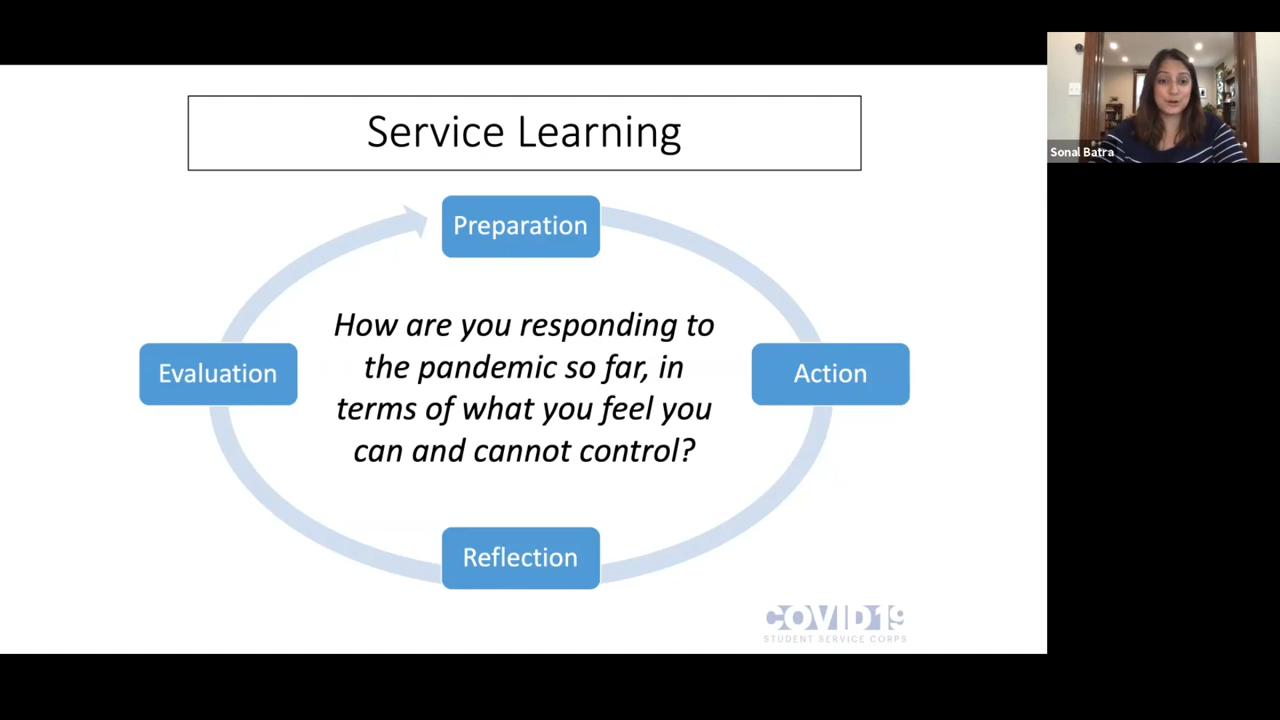 Service Learning
Preparation
How are you responding to
the pandemic so far, in
terms of what you feel you
can and cannot control?
Evaluation
Action
Reflection
COVID19
STUDENT SERVICE CORPS
Sonal Batra